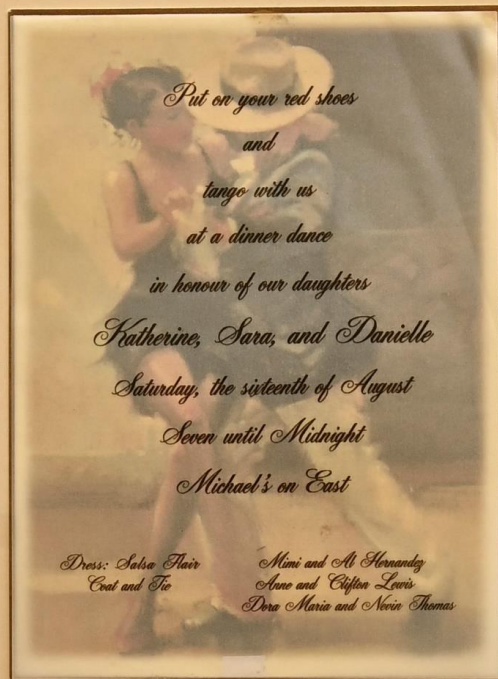 Put on your red shoes
and
tango with us
at a dinner dance
in honour of our daughters
Katherine, Sara, and Danielle
Saturday, the sixteenth of August
Seven until Midnight
Michael's on East
Dress: Salsa Flair
Coat and Tie
Mimi and Al Hernandez
Anne and Clifton Lewis
Dora Maria and Nevin Thomas